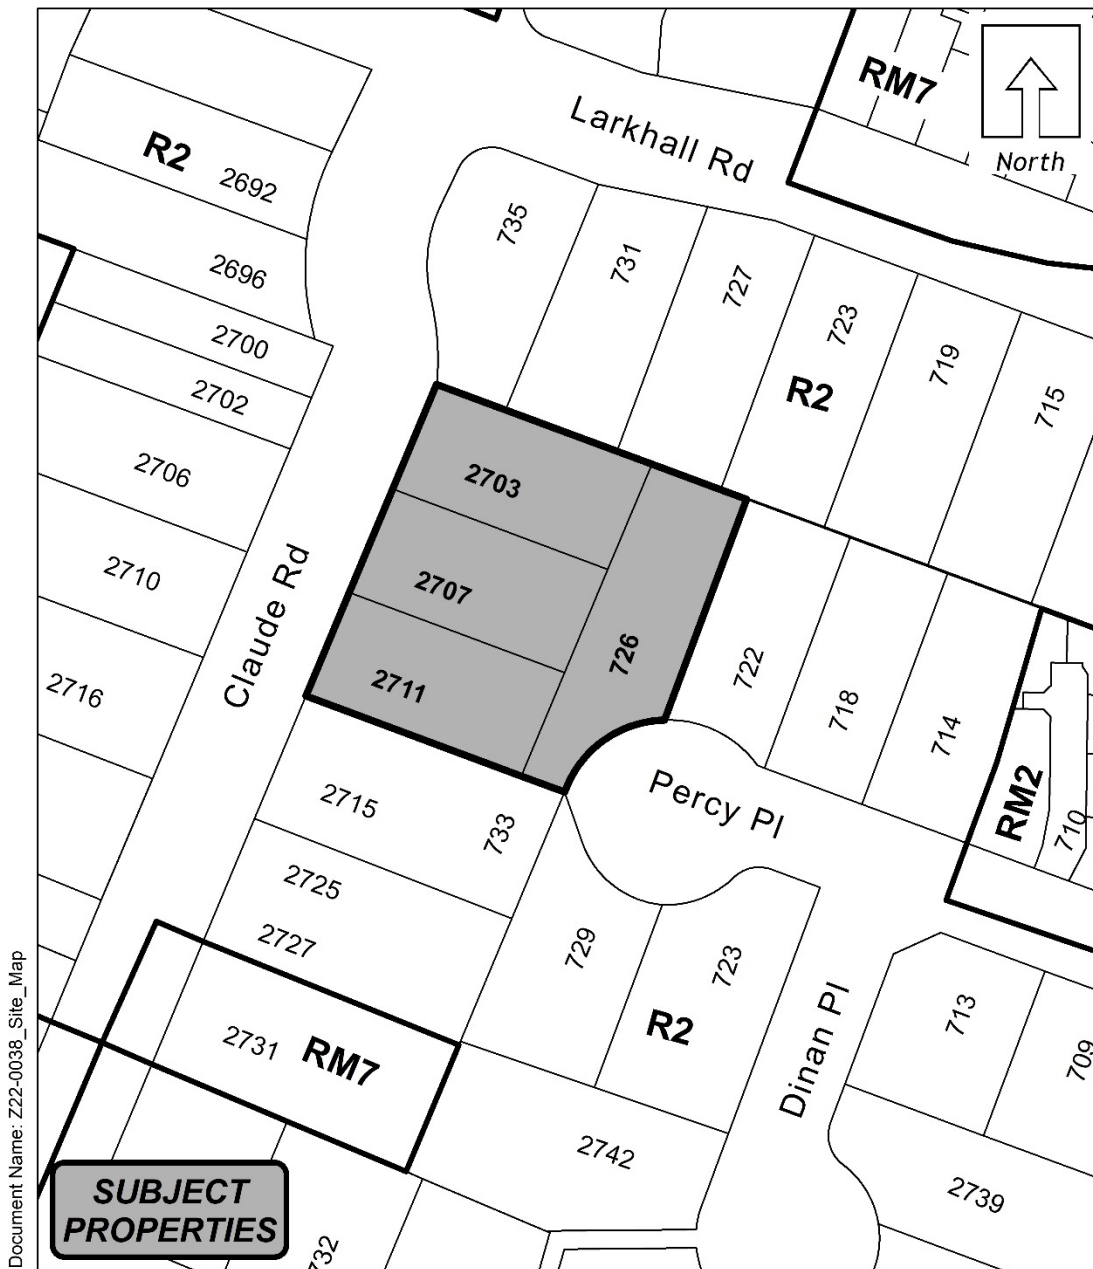 RM7
North
Larkhall Rd
R2
2692
735
731
727
723
719
715
R2
2696
2700
2702
2706
2710
2716
Claude Rd
2703
2707
2711
726
722
718
714
RM2
710
Percy Pl
2715
733
2725
2727
729
723
R2
Dinan Pl
713
709
2731
RM7
2742
2739
732
SUBJECT
PROPERTIES
Document Name: Z22-0038_Site_Map